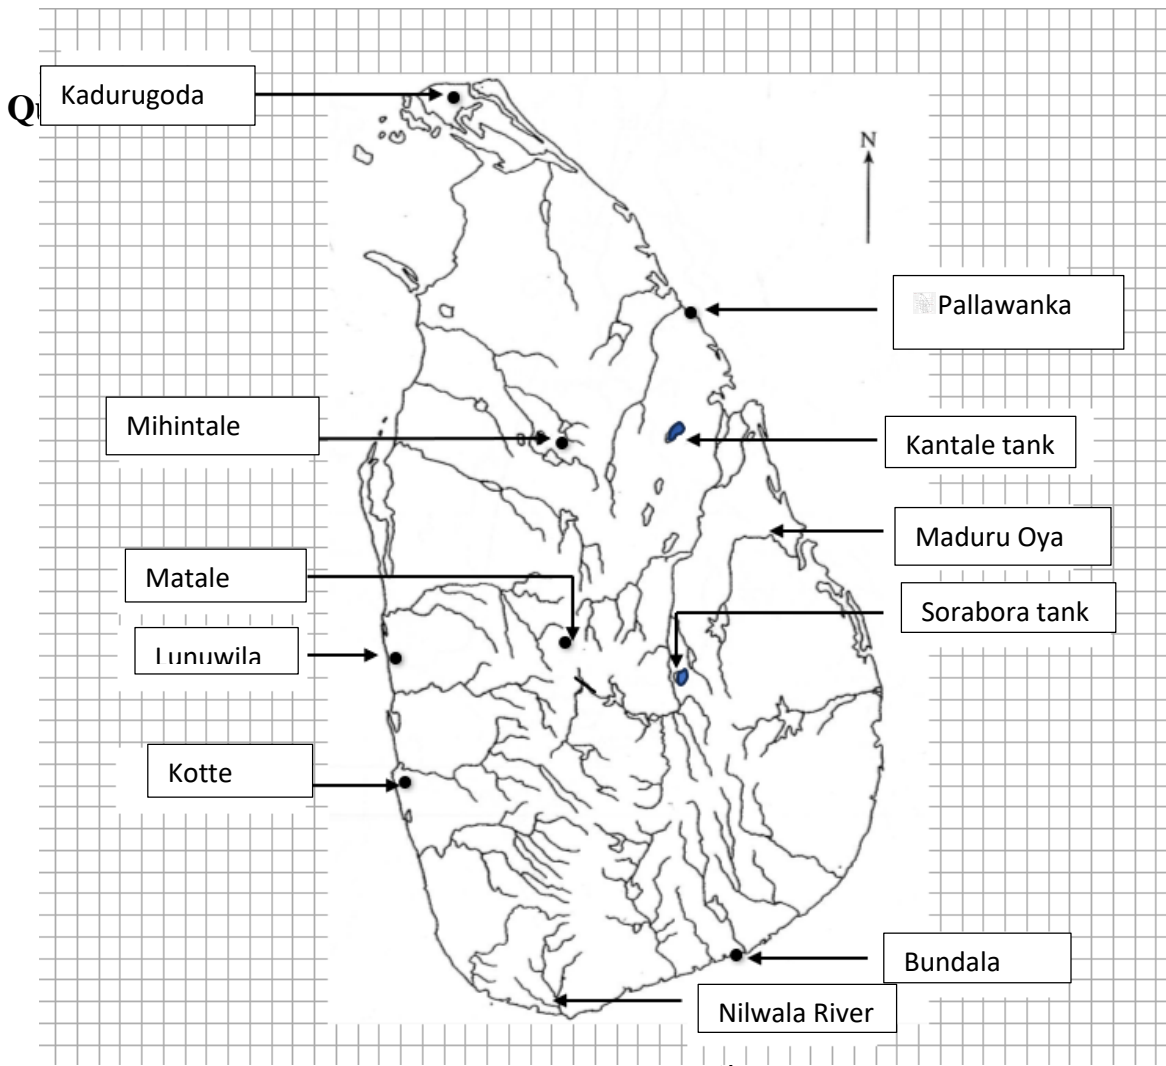 Kadurugoda
Q
N
Pallawanka
Mihintale
Kantale tank
Maduru Oya
Matale
Sorabora tank
Lunuwila
Kotte
Bundala
Nilwala River